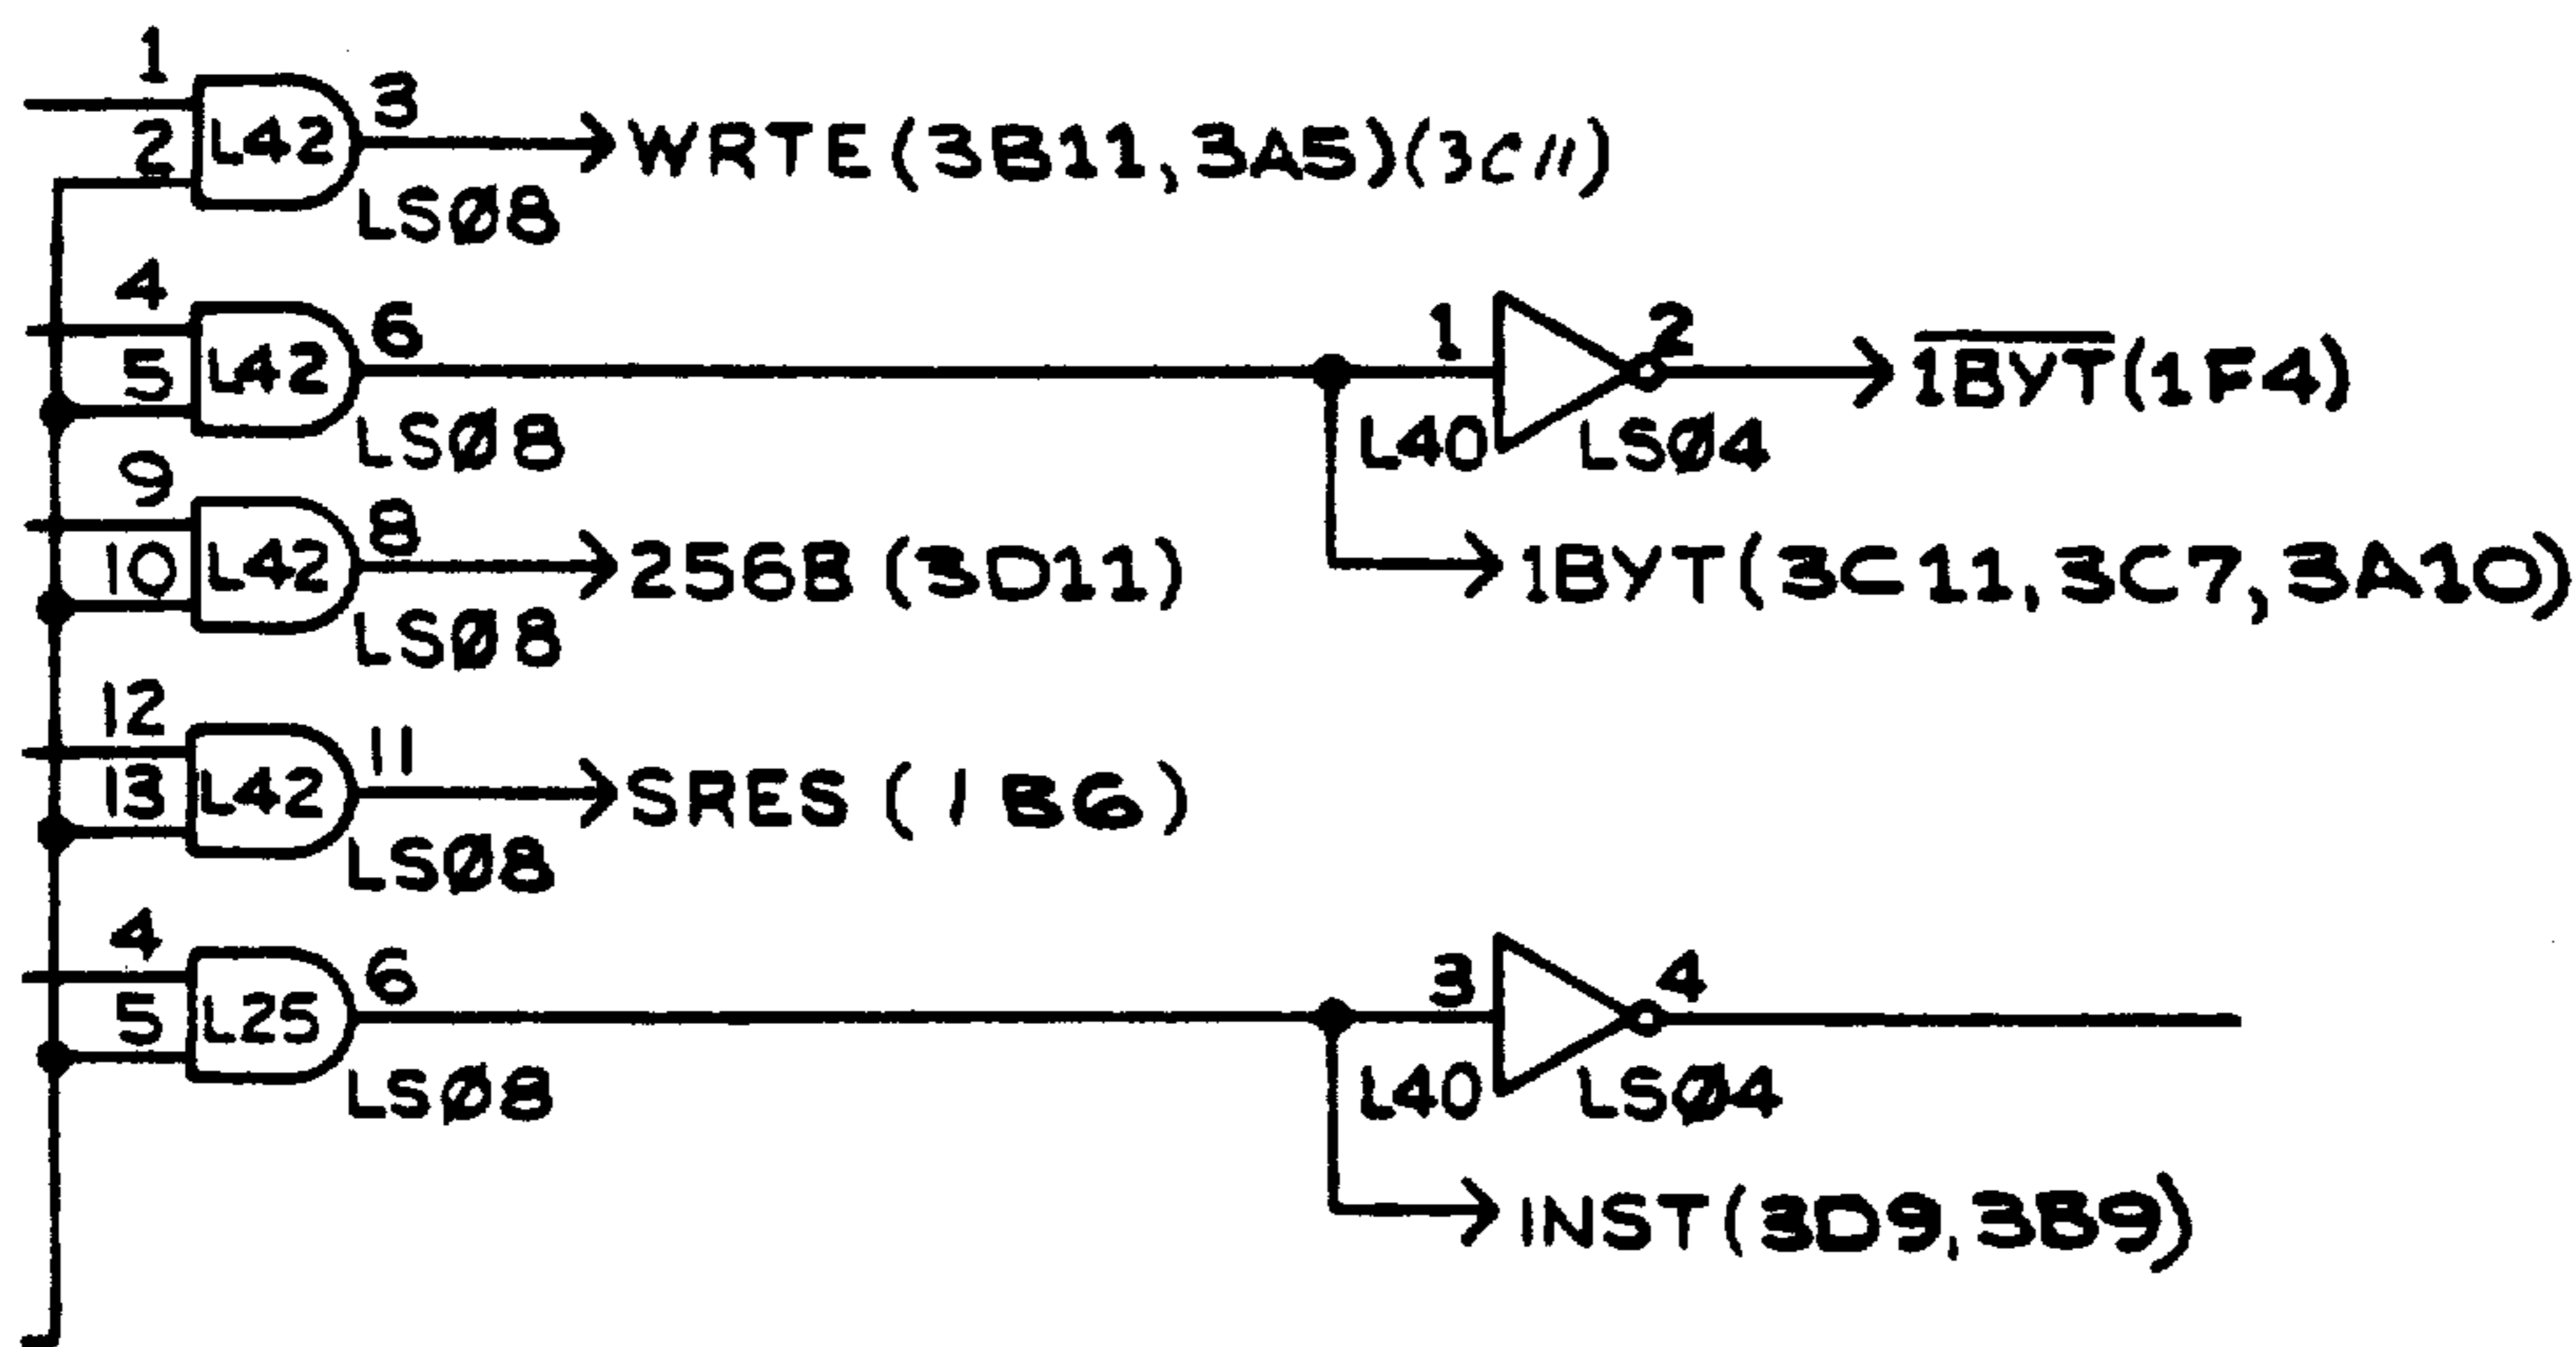 1
2
L42
3
WRTE(3B11,3A5)(3C11)
LSØ8
4
5
L42
6
LSØ8
1
2
L40
LSØ4
1BYT(1F4)
9
10
L42
8
256B(3D11)
1BYT(3C11,3C7,3A10)
LSØ8
12
13
L42
11
SRES(1B6)
LSØ8
4
5
L25
6
LSØ8
3
4
L40
LSØ4
INST(3D9,3B9)